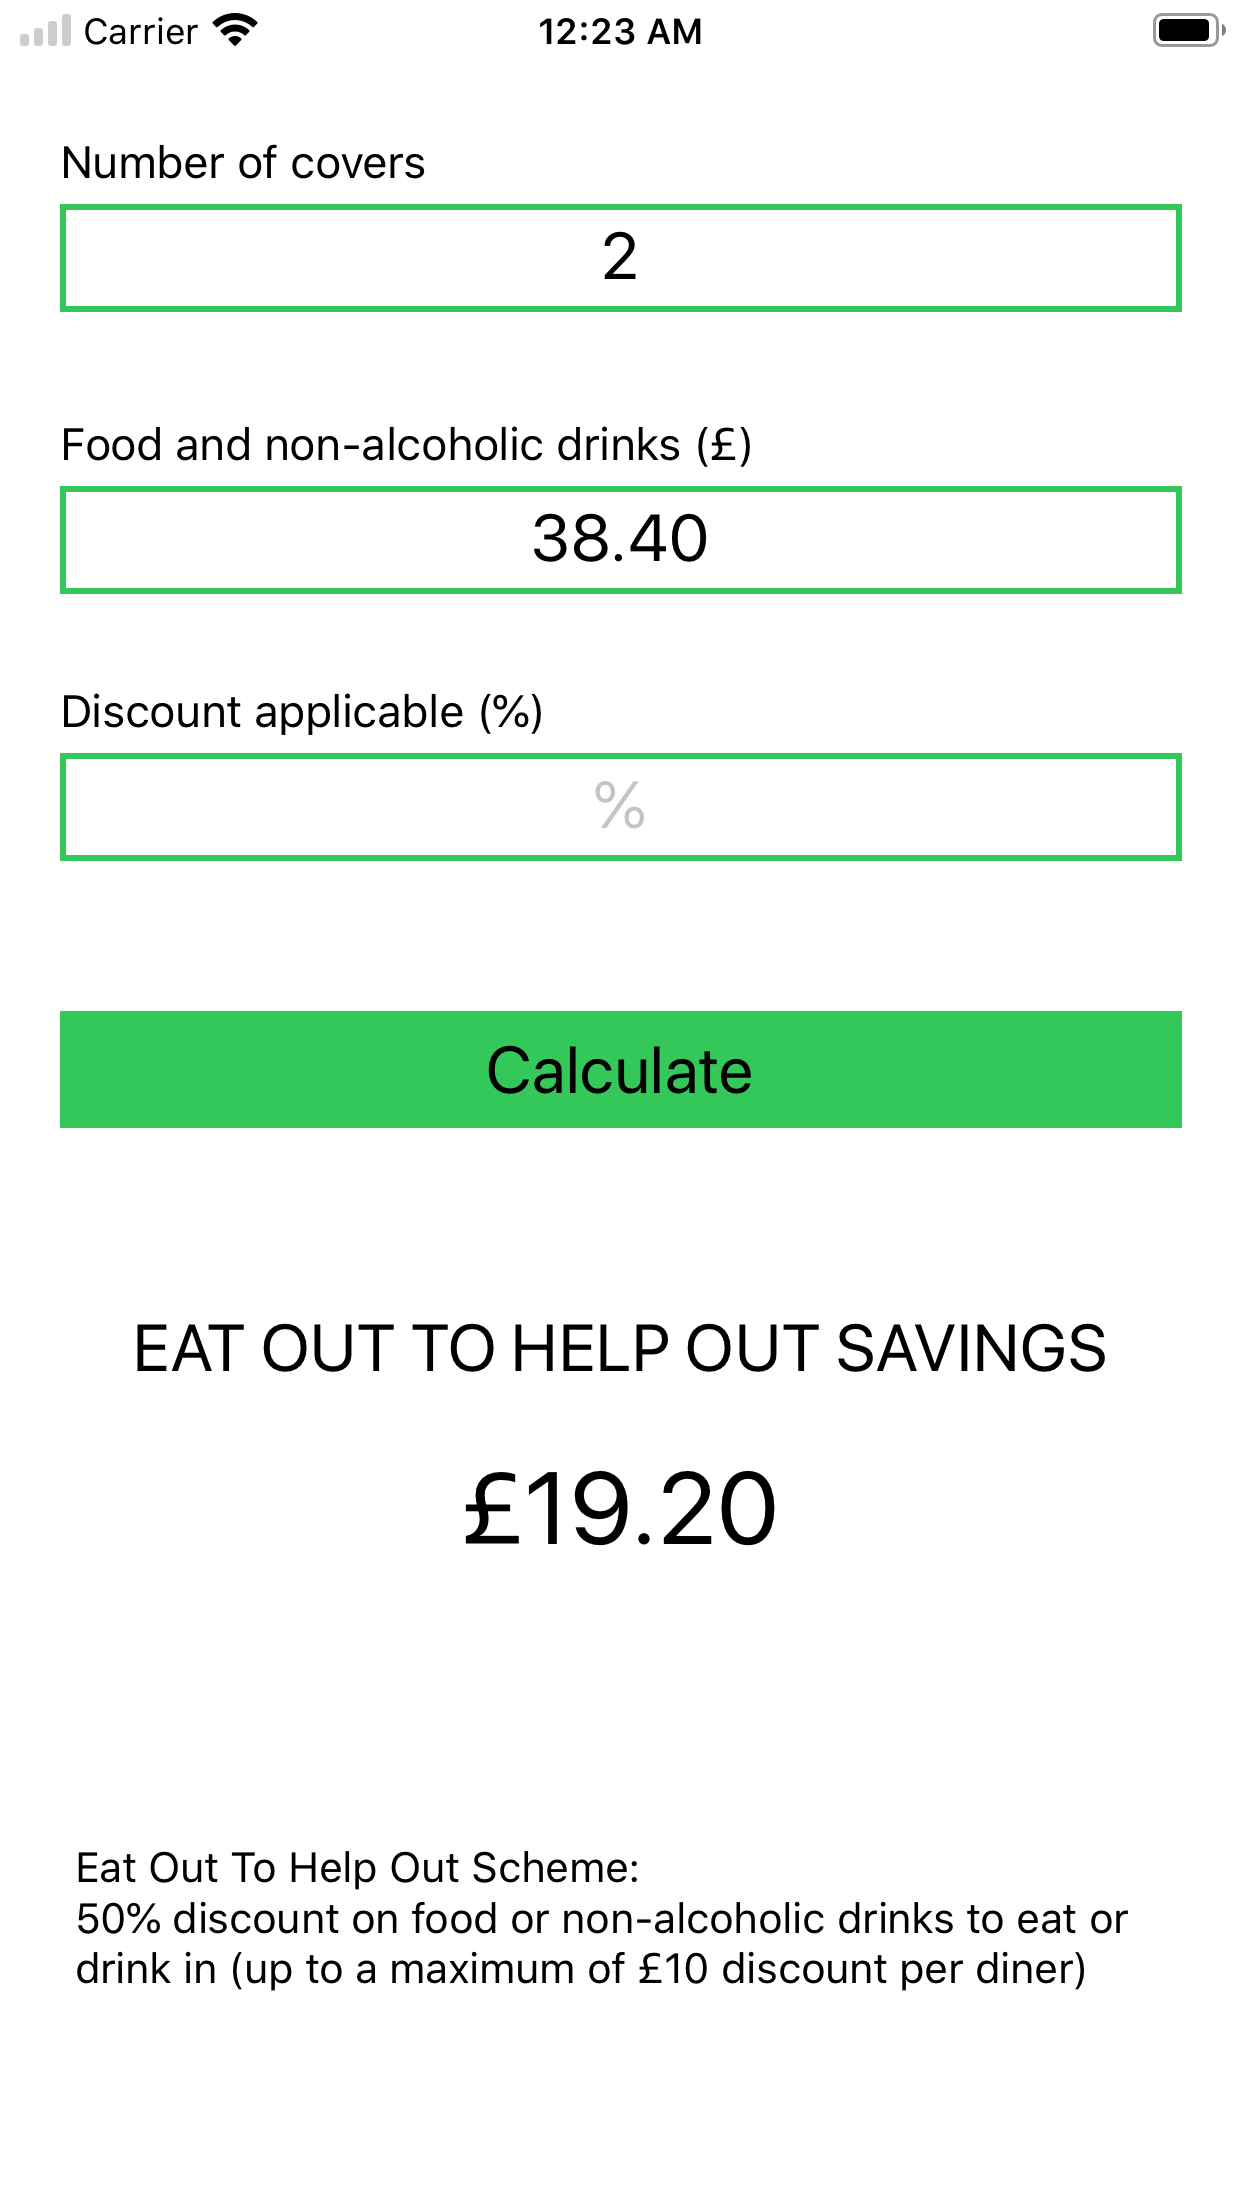 Carrier 12:23 AM
Number of covers
2
Food and non-alcoholic drinks (£)
38.40
Discount applicable (%)
%
Calculate
EAT OUT TO HELP OUT SAVINGS
£19.20
Eat Out To Help Out Scheme:
50% discount on food or non-alcoholic drinks to eat or
drink in (up to a maximum of £10 discount per diner)